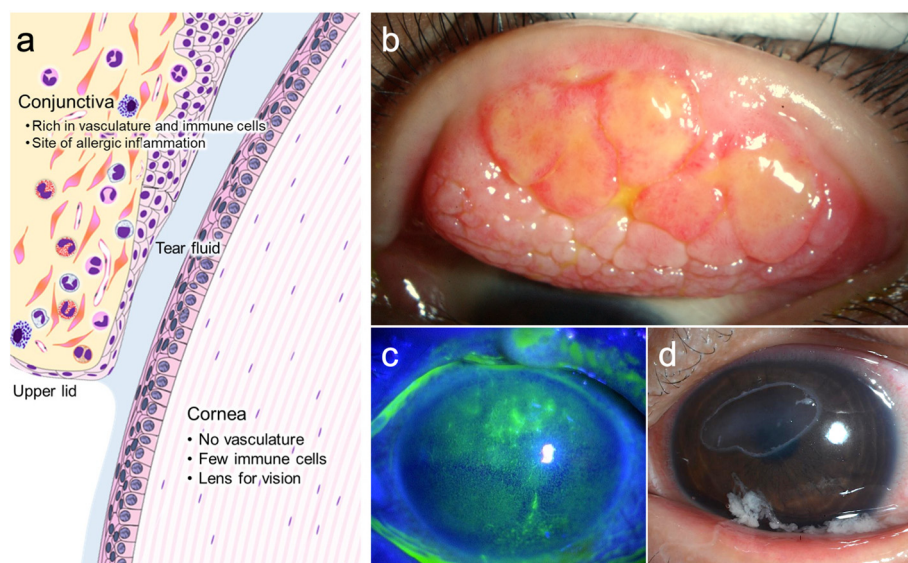 a
Conjunctiva
•Rich in vasculature and immune cells
•Site of allergic inflammation
Tear fluid
Upper lid
Cornea
• No vasculature
• Few immune cells
• Lens for vision
b
c
d